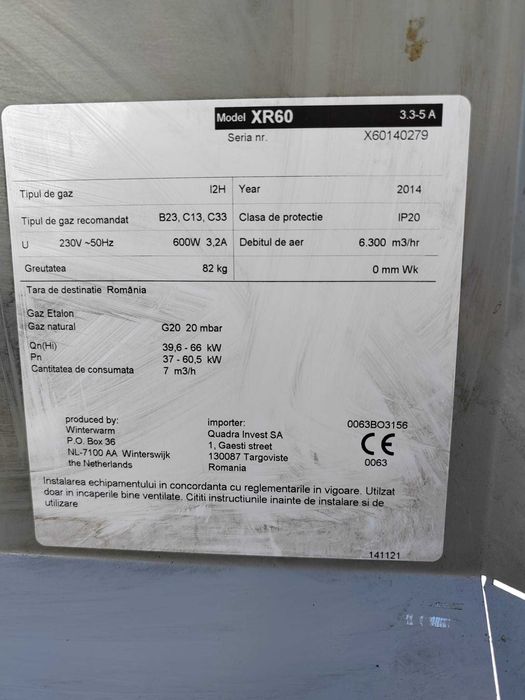 Model XR60 3.3-5 A
Seria nr. X60140279
Tipul de gaz I2H Year 2014
Tipul de gaz recomandat B23, C13, C33 Clasa de protectie IP20
U 230V ~50Hz 600W 3,2A Debitul de aer 6.300 m3/hr
Greutatea 82 kg 0 mm Wk
Tara de destinatie România
Gaz Etalon
Gaz natural G20 20 mbar
Qn(Hi) 39,6 - 66 kW
Pn 37 - 60,5 kW
Cantitatea de consumata 7 m3/h
produced by:
Winterwarm
P.O. Box 36
NL-7100 AA Winterswijk
the Netherlands
importer:
Quadra Invest SA
1, Gaesti street
130087 Targoviste
Romania
0063BO3156
CE
0063
Instalarea echipamentului in concordanta cu reglementarile in vigoare. Utilzat
doar in incaperile bine ventilate. Cititi instructiunile inainte de instalare si de
utilizare
141121